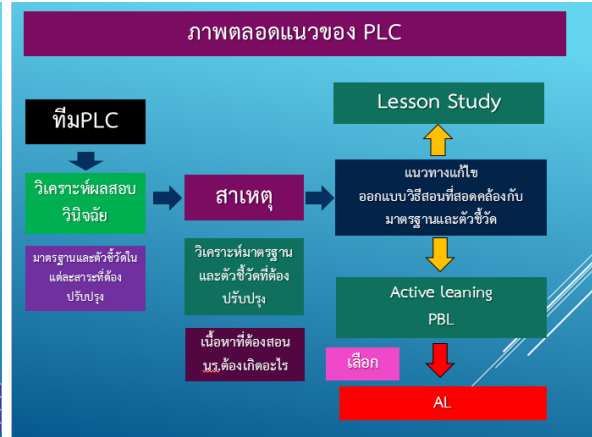 ภาพตลอดแนวของ PLC
ทีมPLC
วิเคราะห์ผลสอบ
วินิจฉัย
มาตรฐานและตัวชี้วัดใน
แต่ละสาระที่ต้อง
ปรับปรุง
สาเหตุ
วิเคราะห์มาตรฐาน
และตัวชี้วัดที่ต้อง
ปรับปรุง
เนื้อหาที่ต้องสอน
นร.ต้องเกิดอะไร
Lesson Study
แนวทางแก้ไข
ออกแบบวิธีสอนที่สอดคล้องกับ
มาตรฐานและตัวชี้วัด
Active leaning
PBL
เลือก
AL